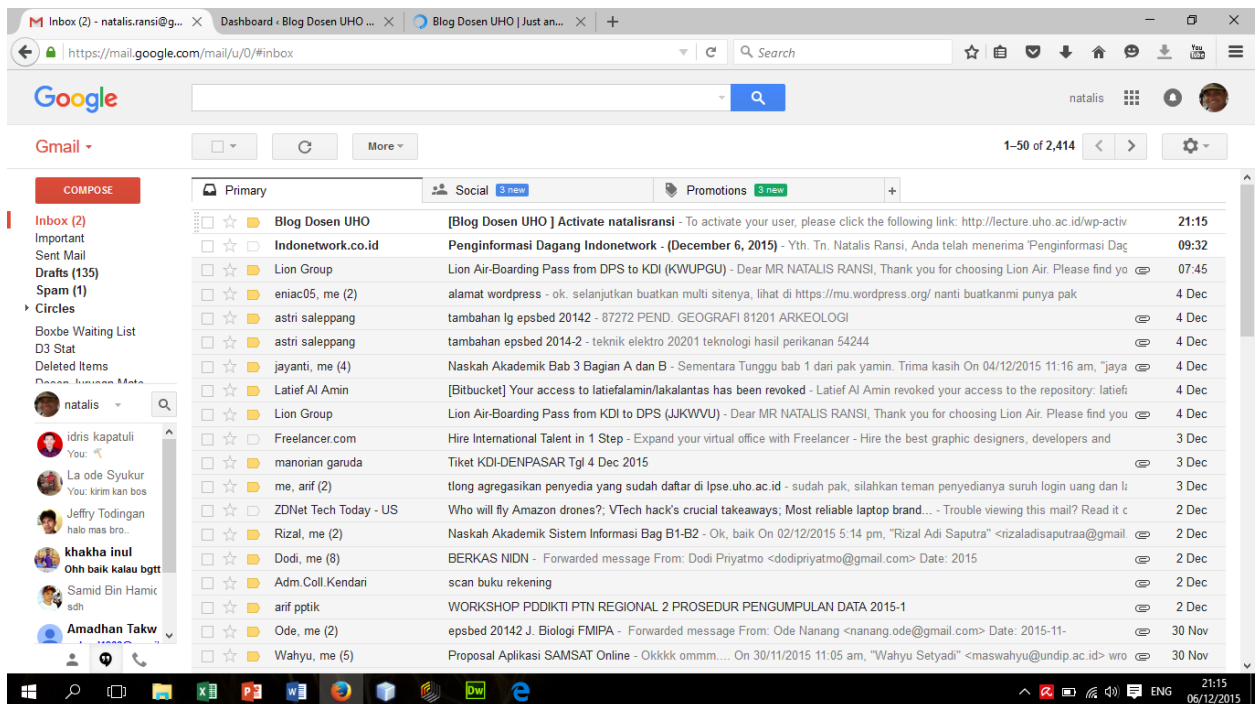 Inbox (2) - natalis.ransi@g...
Dashboard ‹ Blog Dosen UHO ...
Blog Dosen UHO | Just an...
https://mail.google.com/mail/u/0/#inbox
Search
You Tube
Google
natalis
Gmail
More
1–50 of 2,414
COMPOSE
Primary
Social 3 new
Promotions 3 new
+
Inbox (2)
Important
Sent Mail
Drafts (135)
Spam (1)
Circles
Boxbe Waiting List
D3 Stat
Deleted Items
Dosen Jurusan Mate
natalis
idris kapatuli
You:
La ode Syukur
You: kirim kan bos
Jeffry Todingan
halo mas bro..
khakha inul
Ohh baik kalau bgtt
Samid Bin Hamid
sdh
Amadhan Takw
Blog Dosen UHO [Blog Dosen UHO ] Activate natalisransi - To activate your user, please click the following link: http://lecture.uho.ac.id/wp-activ 21:15
Indonetwork.co.id Penginformasi Dagang Indonetwork - (December 6, 2015) - Yth. Tn. Natalis Ransi, Anda telah menerima 'Penginformasi Dag 09:32
Lion Group Lion Air-Boarding Pass from DPS to KDI (KWUPGU) - Dear MR NATALIS RANSI, Thank you for choosing Lion Air. Please find yo 07:45
eniac05, me (2) alamat wordpress - ok. selanjutkan buatkan multi sitenya, lihat di https://mu.wordpress.org/ nanti buatkanmi punya pak 4 Dec
astri saleppang tambahan lg epsbed 20142 - 87272 PEND. GEOGRAFI 81201 ARKEOLOGI 4 Dec
astri saleppang tambahan epsbed 2014-2 - teknik elektro 20201 teknologi hasil perikanan 54244 4 Dec
jayanti, me (4) Naskah Akademik Bab 3 Bagian A dan B - Sementara Tunggu bab 1 dari pak yamin. Trima kasih On 04/12/2015 11:16 am, "jaya 4 Dec
Latief Al Amin [Bitbucket] Your access to latiefalamin/lakalantas has been revoked - Latief Al Amin revoked your access to the repository: latiefa 4 Dec
Lion Group Lion Air-Boarding Pass from KDI to DPS (JJKWVU) - Dear MR NATALIS RANSI, Thank you for choosing Lion Air. Please find you 4 Dec
Freelancer.com Hire International Talent in 1 Step - Expand your virtual office with Freelancer - Hire the best graphic designers, developers and 3 Dec
manorian garuda Tiket KDI-DENPASAR Tgl 4 Dec 2015 3 Dec
me, arif (2) tlong agregasikan penyedia yang sudah daftar di lpse.uho.ac.id - sudah pak, silahkan teman penyedianya suruh login uang dan la 3 Dec
ZDNet Tech Today - US Who will fly Amazon drones?; VTech hack's crucial takeaways; Most reliable laptop brand... - Trouble viewing this mail? Read it o 2 Dec
Rizal, me (2) Naskah Akademik Sistem Informasi Bag B1-B2 - Ok, baik On 02/12/2015 5:14 pm, "Rizal Adi Saputra" <rizaladisaputraa@gmail. 2 Dec
Dodi, me (8) BERKAS NIDN - Forwarded message From: Dodi Priyatmo <dodipriyatmo@gmail.com> Date: 2015 2 Dec
Adm.Coll.Kendari scan buku rekening 2 Dec
arif pptik WORKSHOP PDDIKTI PTN REGIONAL 2 PROSEDUR PENGUMPULAN DATA 2015-1 2 Dec
Ode, me (2) epsbed 20142 J. Biologi FMIPA - Forwarded message From: Ode Nanang <nanang.ode@gmail.com> Date: 2015-11- 30 Nov
Wahyu, me (5) Proposal Aplikasi SAMSAT Online - Okkkk ommm.... On 30/11/2015 11:05 am, "Wahyu Setyadi" <maswahyu@undip.ac.id> wro 30 Nov
Dw
ENG
21:15
06/12/2015